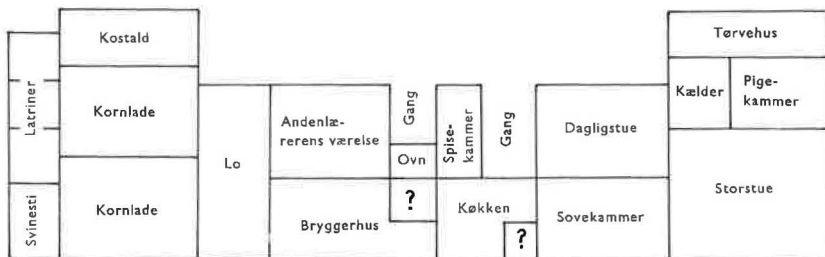 Kostald
Latriner
Kornlade
Svinesti
Kornlade
Lo
Andenlæ-
rerens værelse
Gang
Ovn
?
Bryggerhus
Spise-
kammer
Gang
Køkken
?
Dagligstue
Sovekammer
Tørvehus
Kælder
Pige-
kammer
Storstue